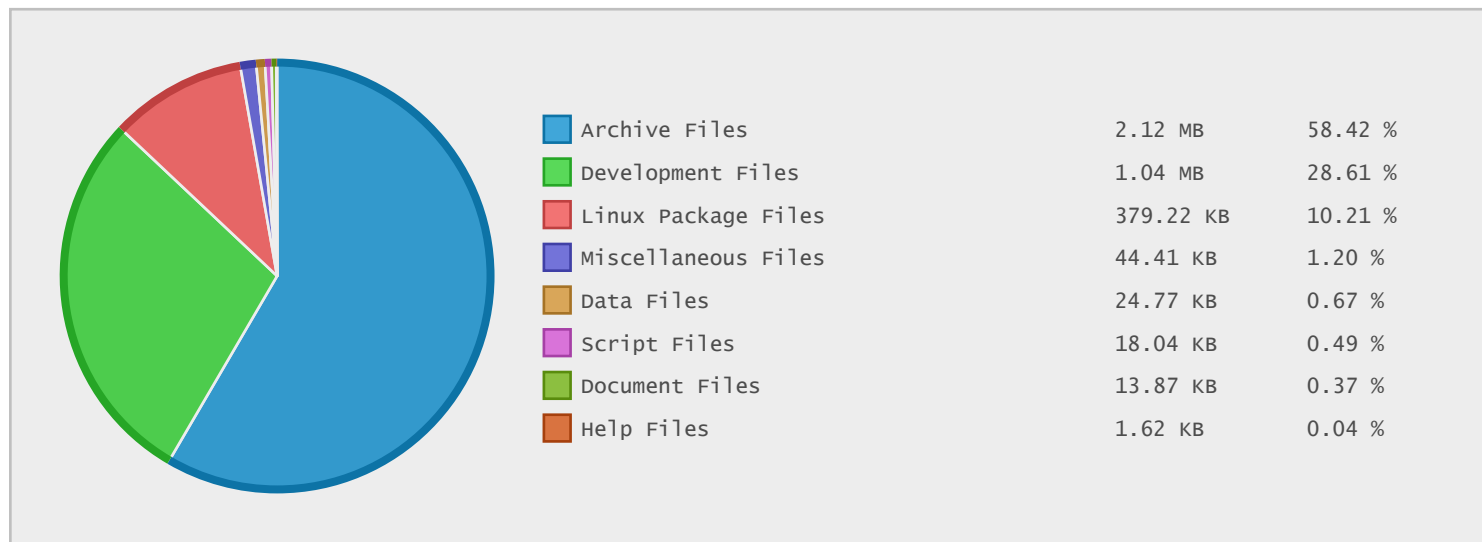 Archive Files 2.12 MB 58.42 %
Development Files 1.04 MB 28.61 %
Linux Package Files 379.22 KB 10.21 %
Miscellaneous Files 44.41 KB 1.20 %
Data Files 24.77 KB 0.67 %
Script Files 18.04 KB 0.49 %
Document Files 13.87 KB 0.37 %
Help Files 1.62 KB 0.04 %